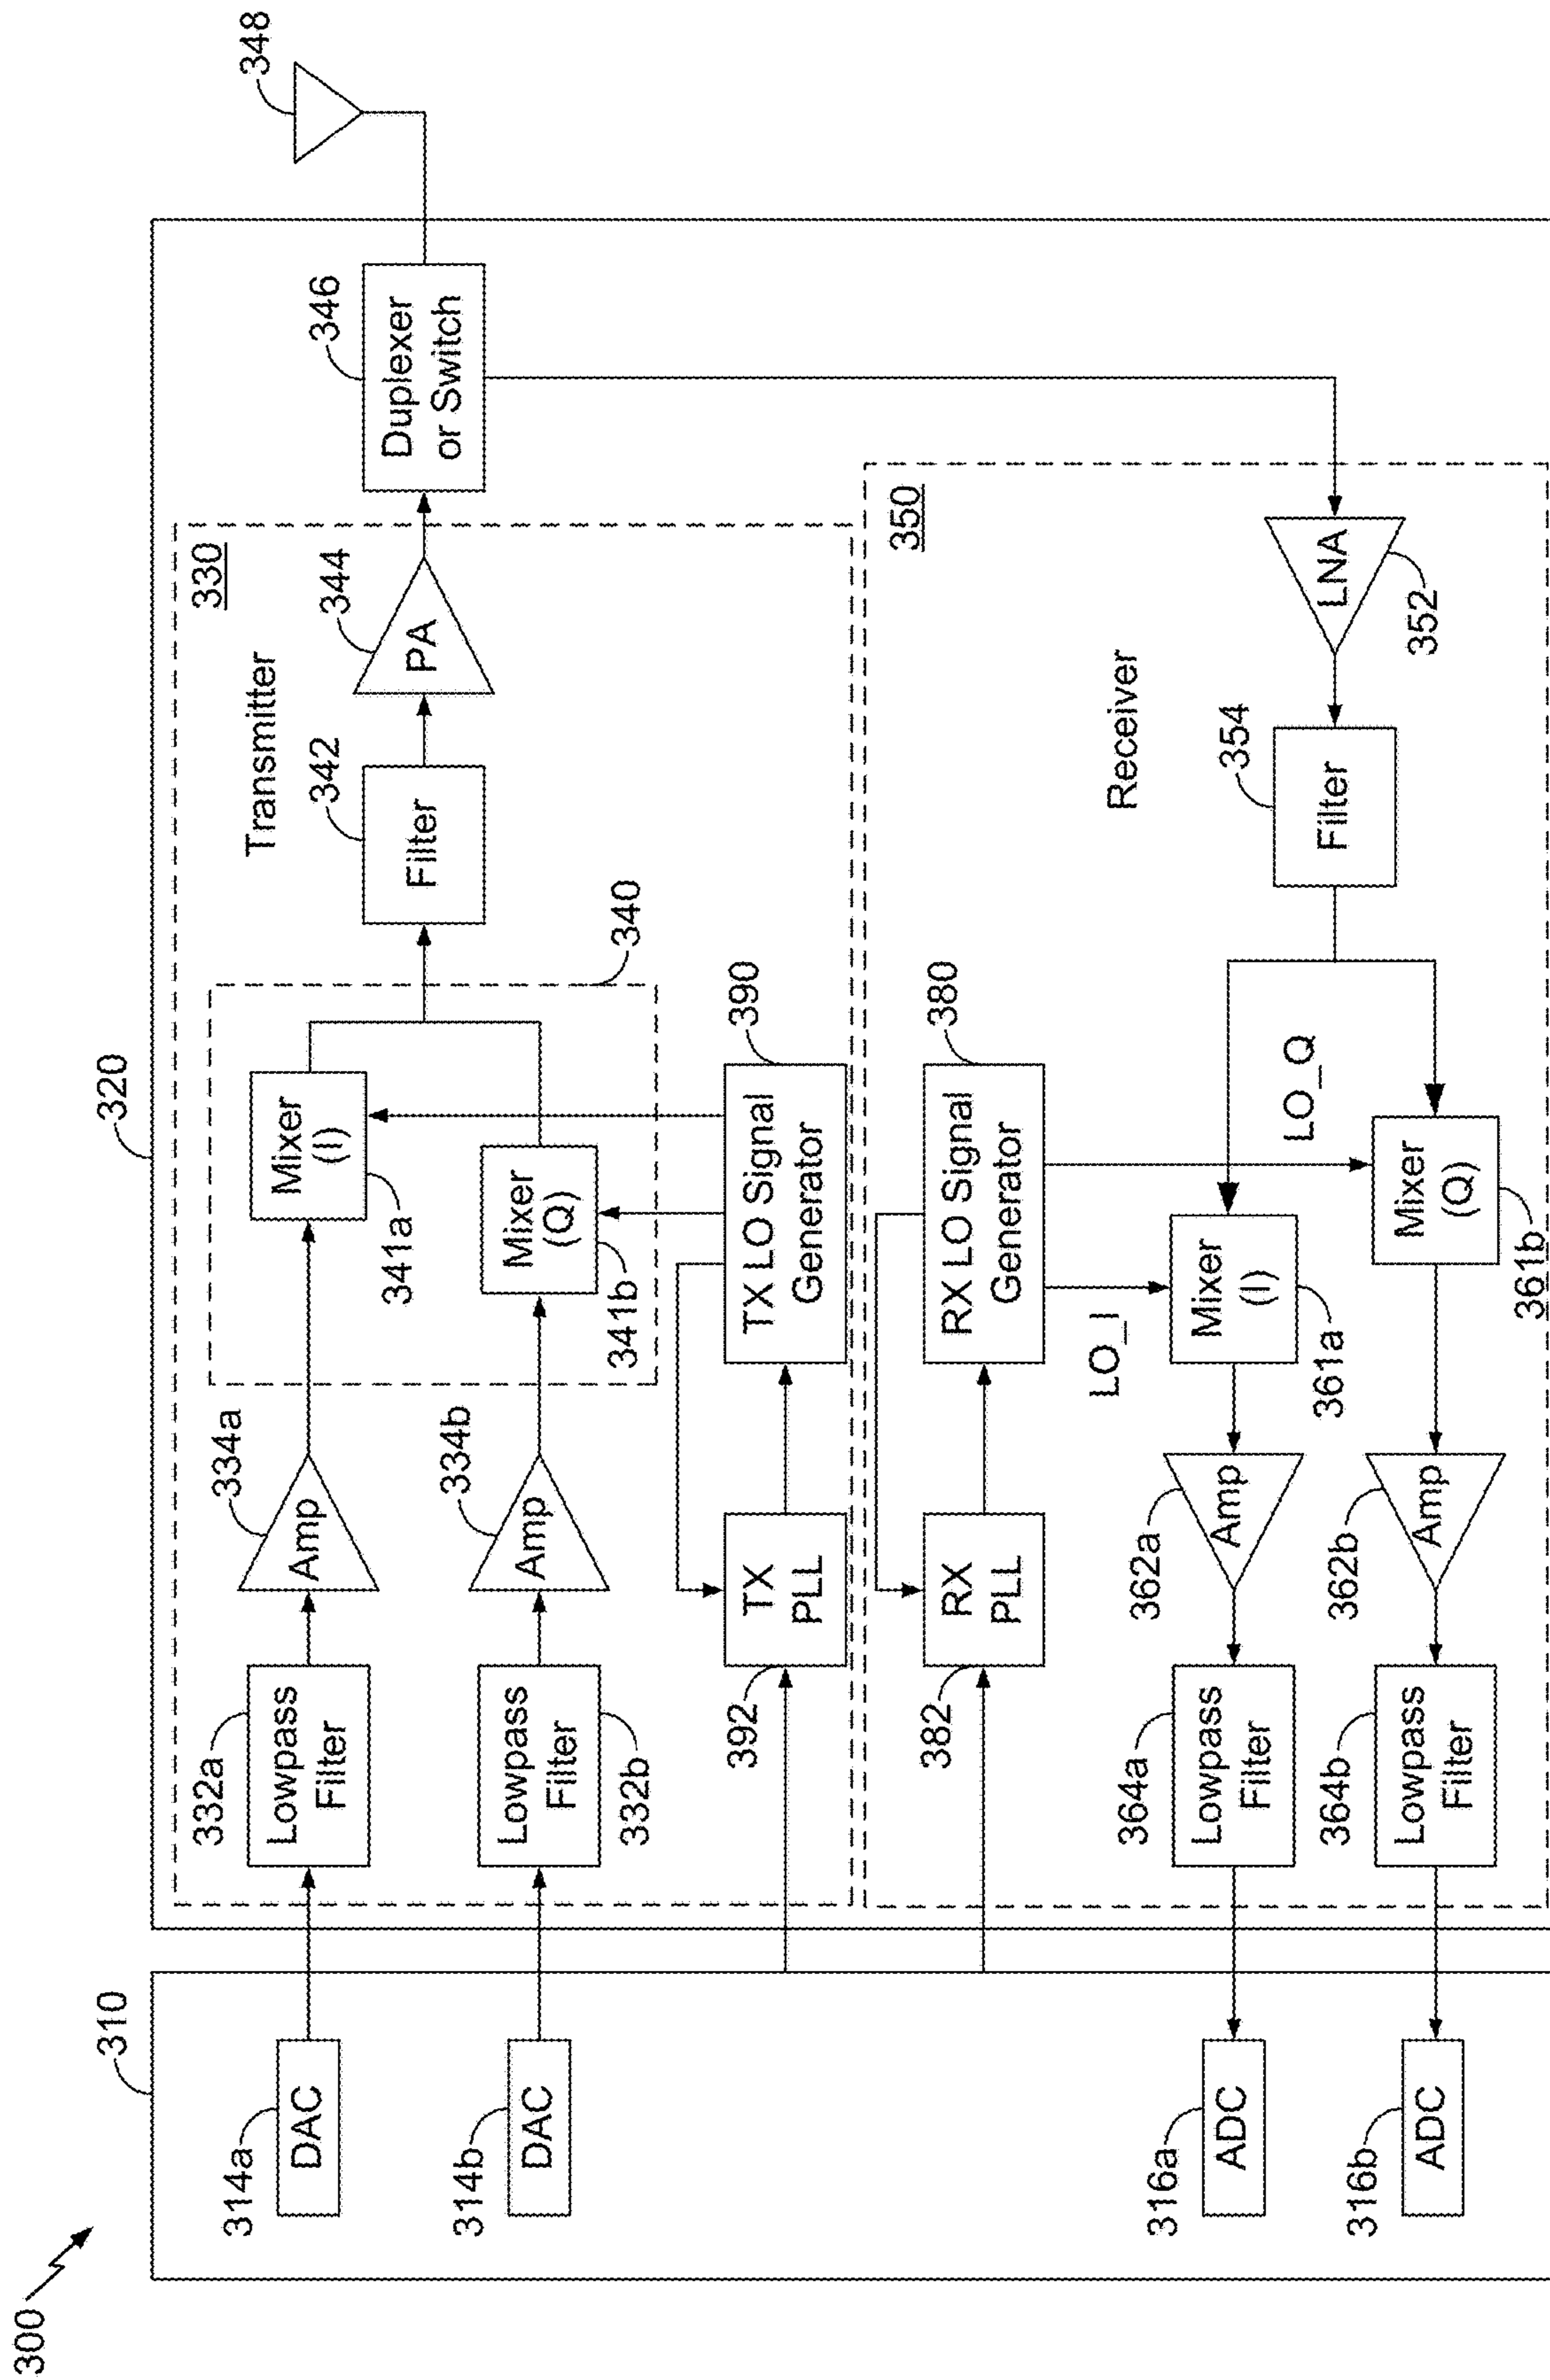 300
310
320
348
314a
DAC
332a
Lowpass
Filter
334a
Amp
Mixer
(I)
341a
Transmitter
330
342
Filter
344
PA
346
Duplexer
or Switch
314b
DAC
332b
Lowpass
Filter
334b
Amp
Mixer
(Q)
341b
340
392
TX
PLL
390
TX LO Signal
Generator
350
382
RX
PLL
380
RX LO Signal
Generator
LO_I
LO_Q
Receiver
316a
ADC
364a
Lowpass
Filter
362a
Amp
Mixer
(I)
361a
354
Filter
LNA
352
316b
ADC
364b
Lowpass
Filter
362b
Amp
Mixer
(Q)
361b